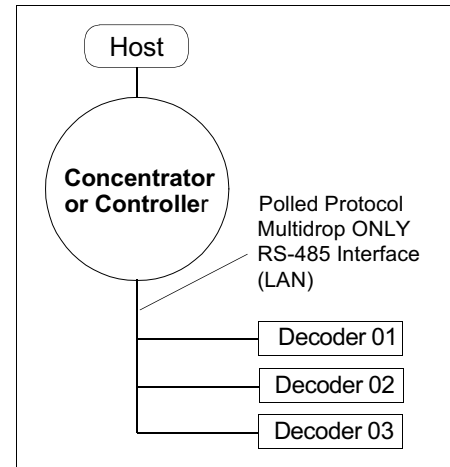 Host
Concentrator
or Controller
Polled Protocol
Multidrop ONLY
RS-485 Interface
(LAN)
Decoder 01
Decoder 02
Decoder 03